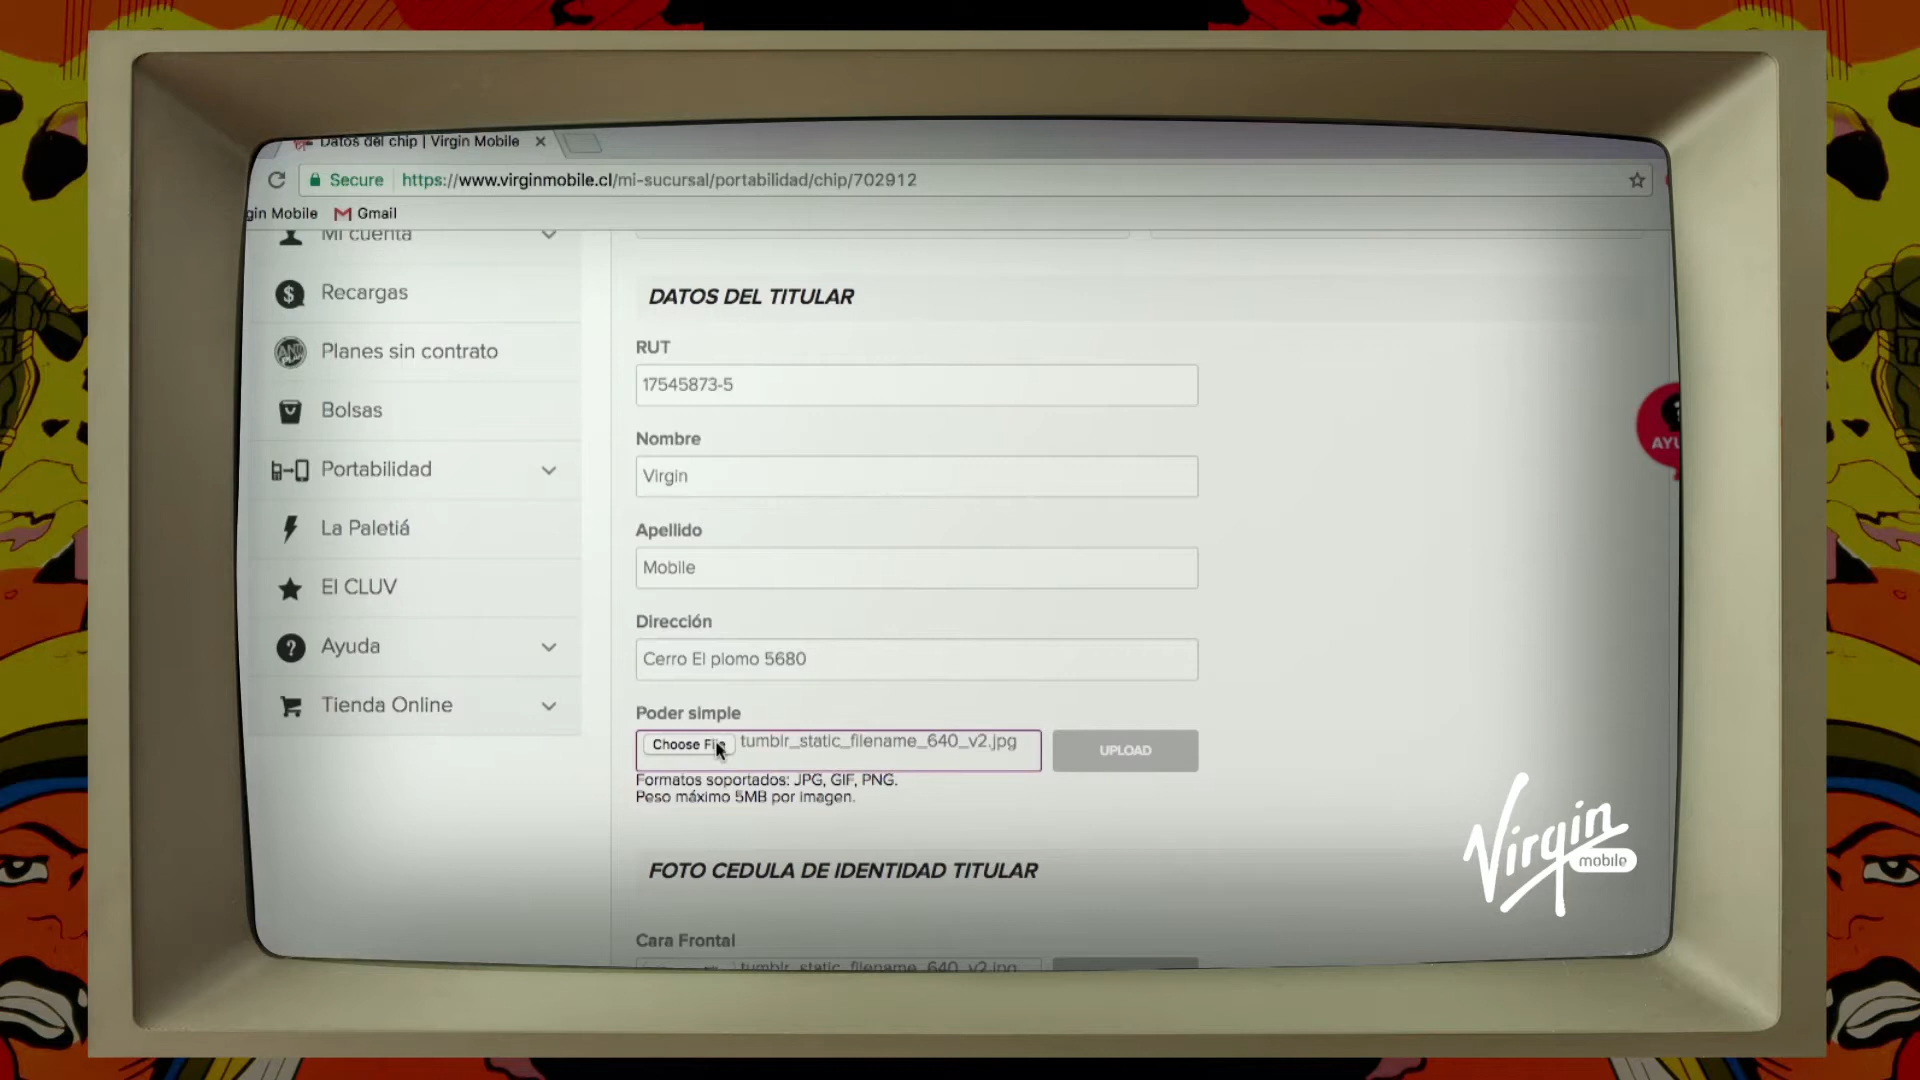 Datos del chip | Virgin Mobile
Secure https://www.virginmobile.cl/mi-sucursal/portabilidad/chip/702912
gin Mobile Gmail
Mi cuenta
Recargas
Planes sin contrato
Bolsas
Portabilidad
La Paletiá
El CLUV
Ayuda
Tienda Online
DATOS DEL TITULAR
RUT
17545873-5
Nombre
Virgin
Apellido
Mobile
Dirección
Cerro El plomo 5680
Poder simple
Choose File tumblr_static_filename_640_v2.jpg UPLOAD
Formatos soportados: JPG, GIF, PNG.
Peso máximo 5MB por imagen.
FOTO CEDULA DE IDENTIDAD TITULAR
Cara Frontal
tumblr_static_filename_640_v2.jpg
AYU
Virgin
mobile